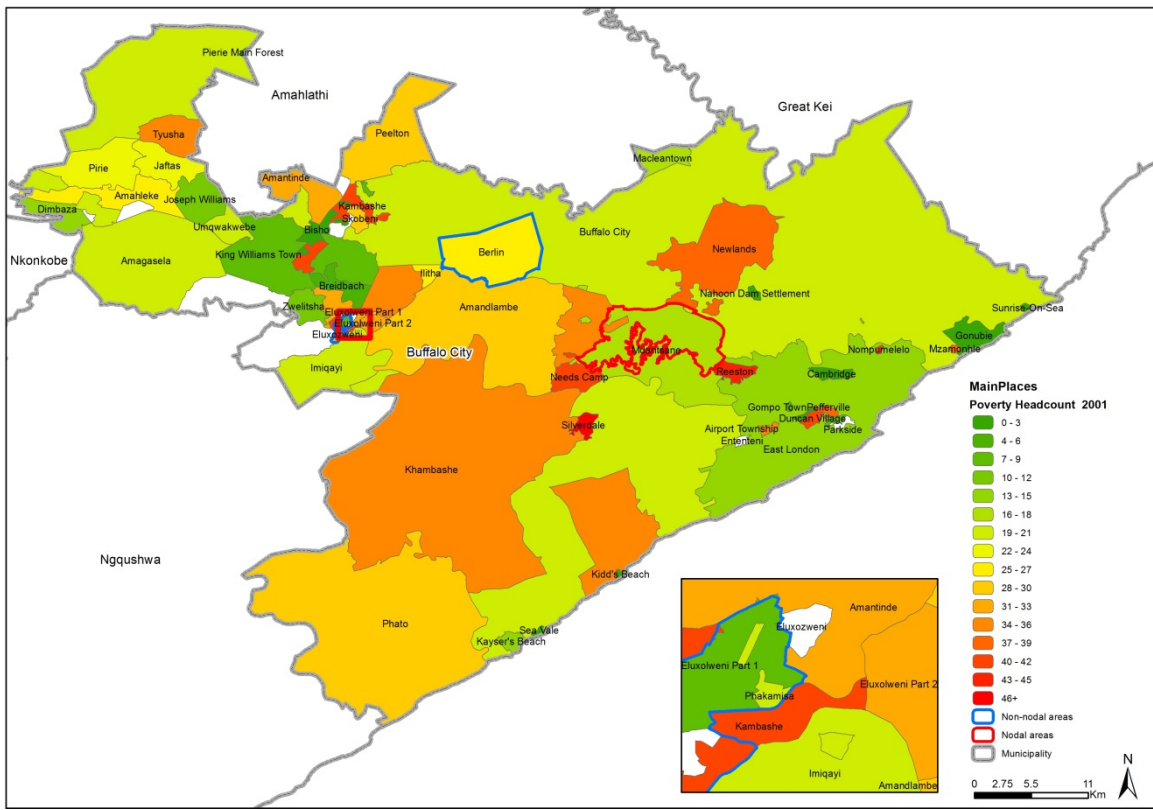 Pierie Main Forest
Amahlathi
Great Kei
Tyusha
Peelton
Macleantown
Pirie
Jaftas
Amantinde
Amahleke
Joseph Williams
Kambashe
Dimbaza
Skobeni
Umqwakwebe
Bisho
Buffalo City
Newlands
Berlin
Nkonkobe
King Williams Town
Amagasela
Ilitha
Breidbach
Nahoon Dam Settlement
Zwelitsha
Amandlambe
Sunrise-On-Sea
Eluxolweni Part 1
Eluxolweni Part 2
Eluxozweni
Gonubie
Buffalo City
Mdantsane
Nompumelelo
Mzamonhle
Imiqayi
Needs Camp
Reeston
Cambridge
Gompo Town
Pefferville
Duncan Village
Silverdale
Airport Township
Parkside
Ententeni
East London
Khambashe
Ngqushwa
Kidd's Beach
Phato
Sea Vale
Kayser's Beach
MainPlaces
Poverty Headcount 2001
0 - 3
4 - 6
7 - 9
10 - 12
13 - 15
16 - 18
19 - 21
22 - 24
25 - 27
28 - 30
31 - 33
34 - 36
37 - 39
40 - 42
43 - 45
46+
Non-nodal areas
Nodal areas
Municipality
N
0 2.75 5.5 11
Km
Amantinde
Eluxozweni
Eluxolweni Part 1
Eluxolweni Part 2
Phakamisa
Kambashe
Imiqayi
Amandlambe